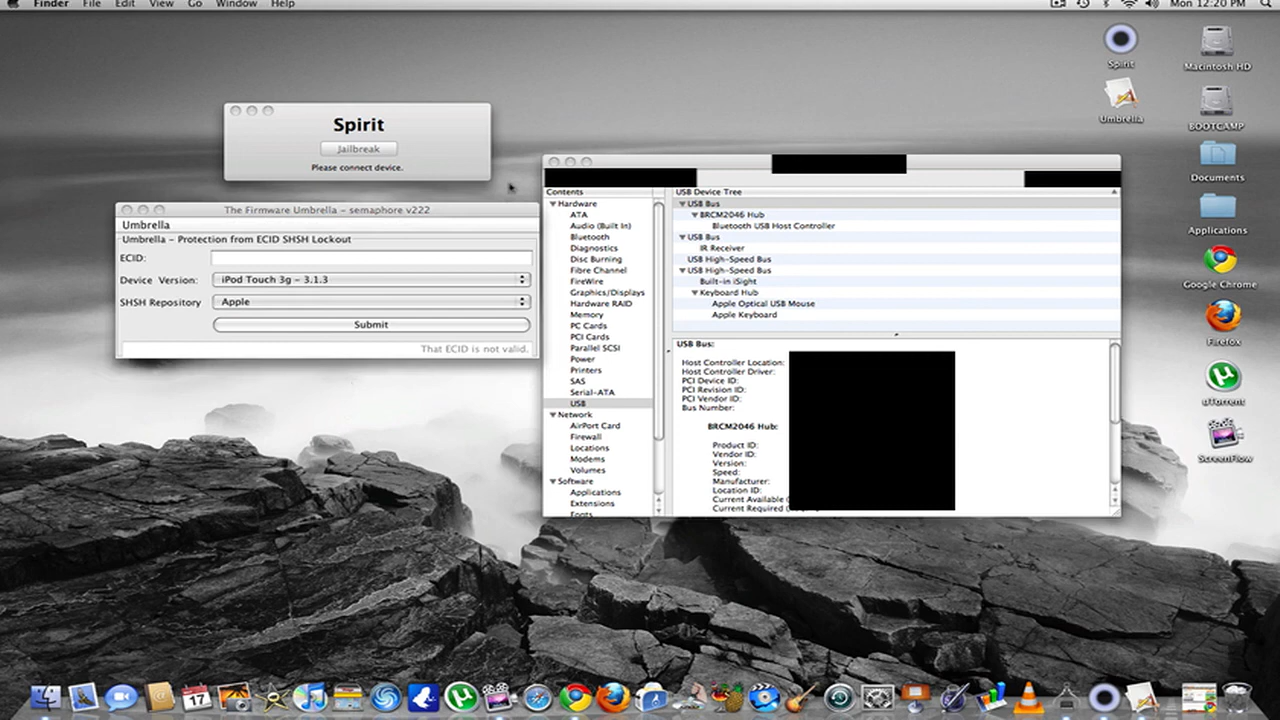 Finder File Edit View Go Window Help
Mon 12:20 PM
Spirit
Macintosh HD
Umbrella
BOOTCAMP
Documents
Applications
Google Chrome
Firefox
uTorrent
ScreenFlow
Spirit
Jailbreak
Please connect device.
The Firmware Umbrella - semaphore v222
Umbrella
Umbrella - Protection from ECID SHSH Lockout
ECID:
Device Version: iPod Touch 3g - 3.1.3
SHSH Repository Apple
Submit
That ECID is not valid.
Contents
Hardware
ATA
Audio (Built In)
Bluetooth
Diagnostics
Disc Burning
Fibre Channel
FireWire
Graphics/Displays
Hardware RAID
Memory
PC Cards
PCI Cards
Parallel SCSI
Power
Printers
SAS
Serial-ATA
USB
Network
AirPort Card
Firewall
Locations
Modems
Volumes
Software
Applications
Extensions
Fonts
USB Device Tree
USB Bus
BRCM2046 Hub
Bluetooth USB Host Controller
USB Bus
IR Receiver
USB High-Speed Bus
USB High-Speed Bus
Built-in iSight
Keyboard Hub
Apple Optical USB Mouse
Apple Keyboard
USB Bus:
Host Controller Location:
Host Controller Driver:
PCI Device ID:
PCI Revision ID:
PCI Vendor ID:
Bus Number:
BRCM2046 Hub:
Product ID:
Vendor ID:
Version:
Speed:
Manufacturer:
Location ID:
Current Available (
Current Required (
17